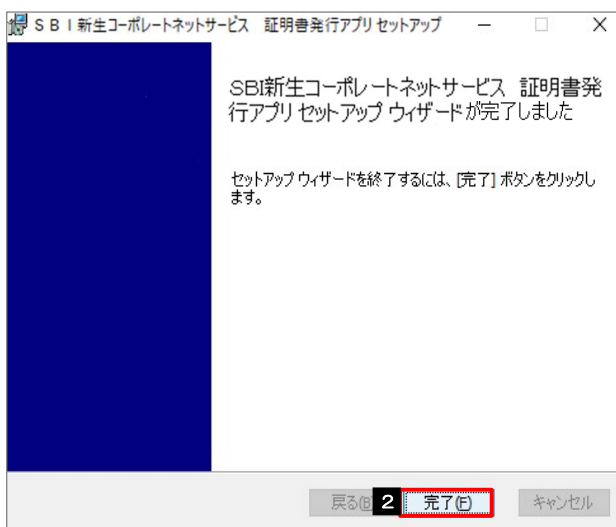 SBI新生コーポレートネットサービス 証明書発行アプリ セットアップ
SBI新生コーポレートネットサービス 証明書発
行アプリ セットアップ ウィザードが完了しました
セットアップ ウィザードを終了するには、[完了] ボタンをクリックし
ます。
戻る(B 2 完了(F) キャンセル